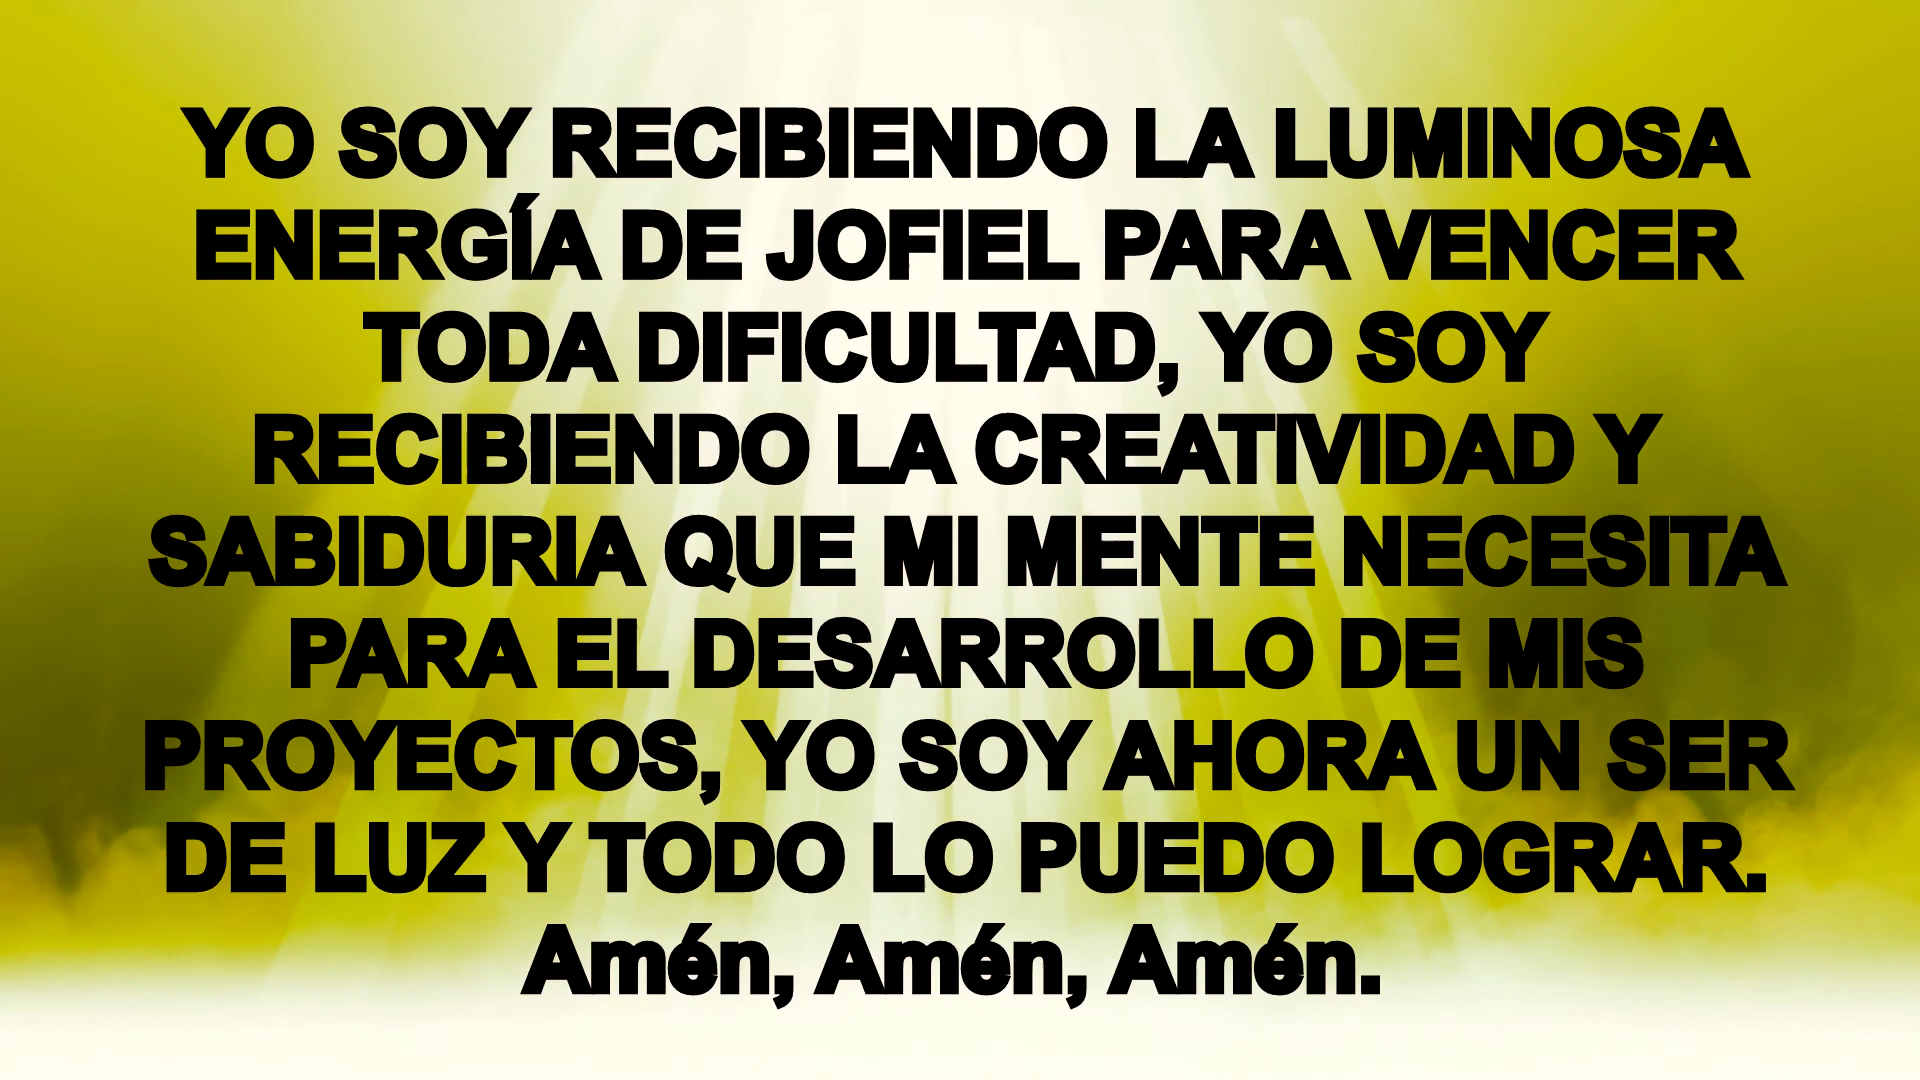 YO SOY RECIBIENDO LA LUMINOSA
ENERGÍA DE JOFIEL PARA VENCER
TODA DIFICULTAD, YO SOY
RECIBIENDO LA CREATIVIDAD Y
SABIDURIA QUE MI MENTE NECESITA
PARA EL DESARROLLO DE MIS
PROYECTOS, YO SOY AHORA UN SER
DE LUZ Y TODO LO PUEDO LOGRAR.
Amén, Amén, Amén.